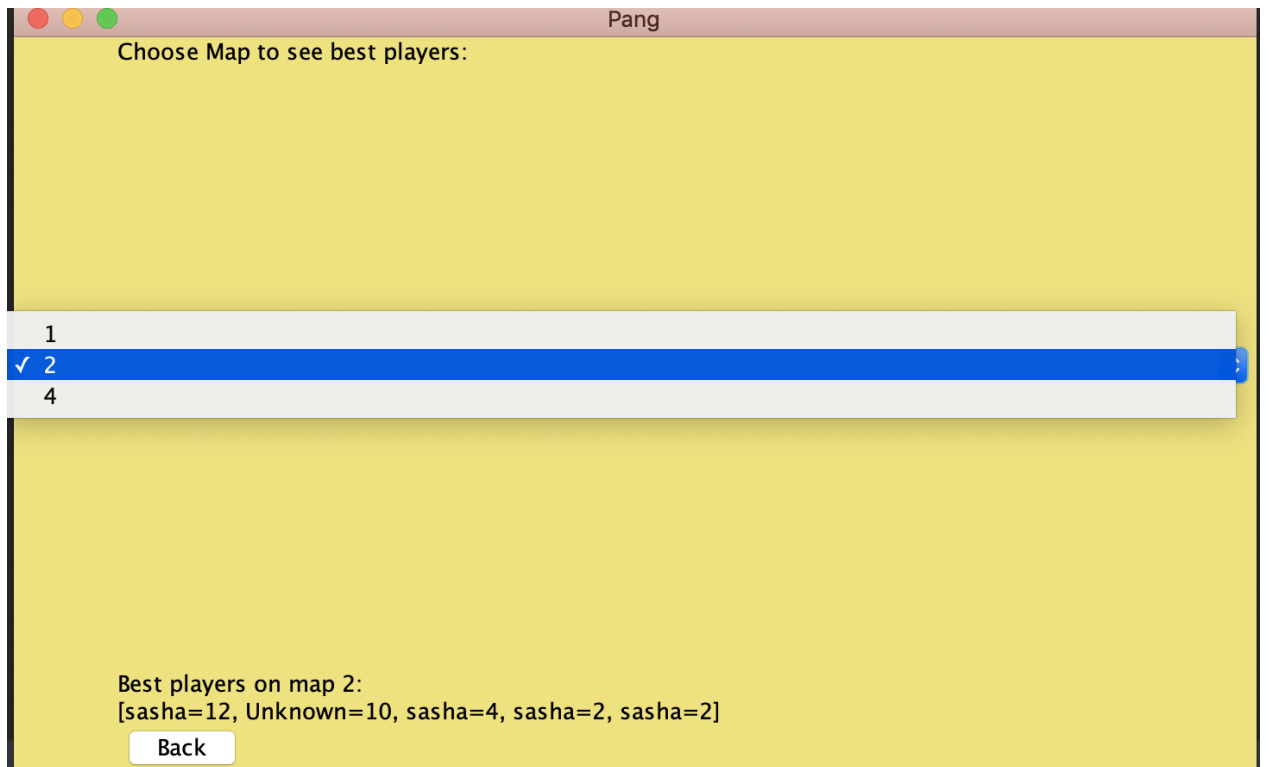 Pang
Choose Map to see best players:
1
✓ 2
4
Best players on map 2:
[sasha=12, Unknown=10, sasha=4, sasha=2, sasha=2]
Back